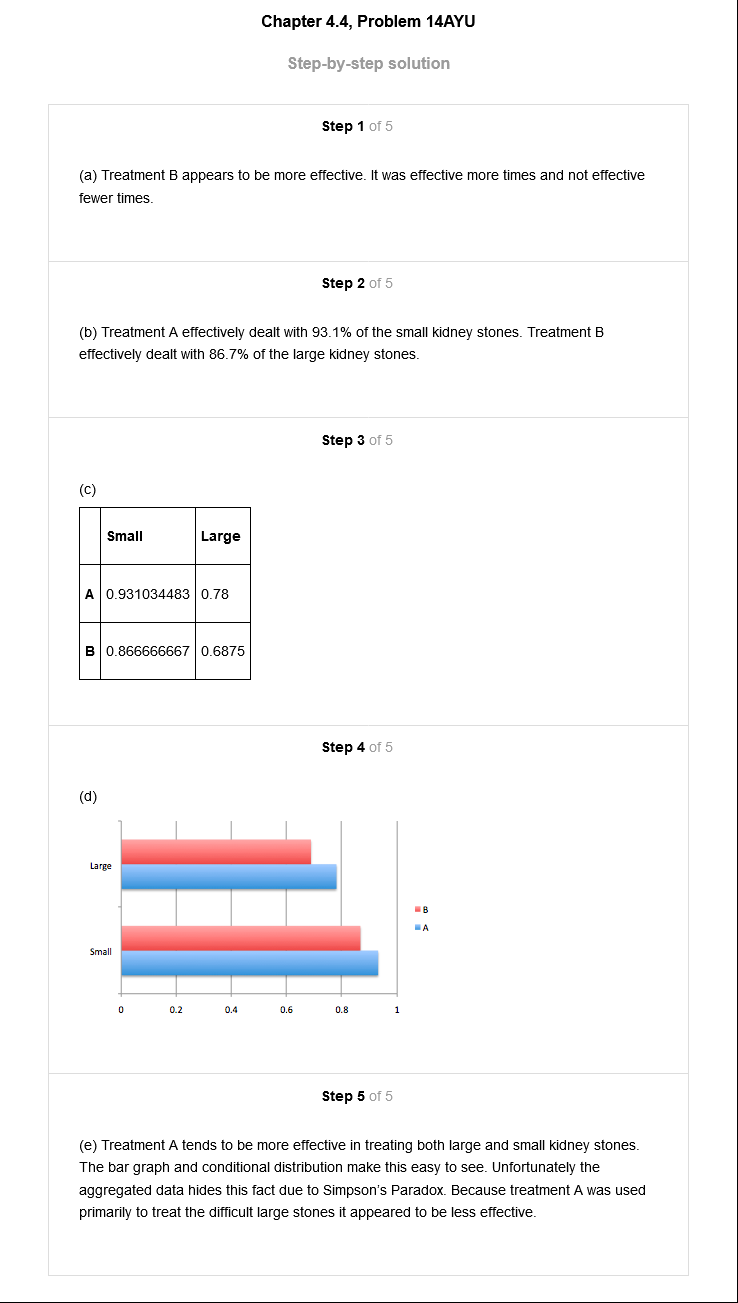 Chapter 4.4, Problem 14AYU
Step-by-step solution
Step 1 of 5
(a) Treatment B appears to be more effective. It was effective more times and not effective
fewer times.
Step 2 of 5
(b) Treatment A effectively dealt with 93.1% of the small kidney stones. Treatment B
effectively dealt with 86.7% of the large kidney stones.
Step 3 of 5
(c)
Small Large
A 0.931034483 0.78
B 0.866666667 0.6875
Step 4 of 5
(d)
Large
B
A
Small
0 0.2 0.4 0.6 0.8 1
Step 5 of 5
(e) Treatment A tends to be more effective in treating both large and small kidney stones.
The bar graph and conditional distribution make this easy to see. Unfortunately the
aggregated data hides this fact due to Simpson's Paradox. Because treatment A was used
primarily to treat the difficult large stones it appeared to be less effective.